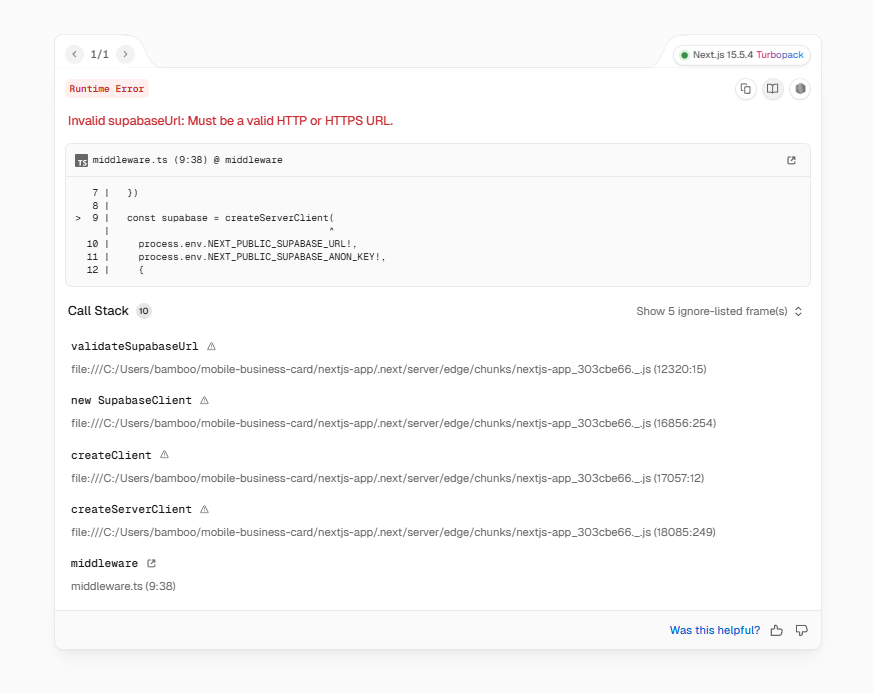 1/1
Next.js 15.5.4 Turbopack
Runtime Error
Invalid supabaseUrl: Must be a valid HTTP or HTTPS URL.
TS middleware.ts (9:38) @ middleware
7 | })
8 |
> 9 | const supabase = createServerClient(
| ^
10 | process.env.NEXT_PUBLIC_SUPABASE_URL!,
11 | process.env.NEXT_PUBLIC_SUPABASE_ANON_KEY!,
12 | {
Call Stack 10
Show 5 ignore-listed frame(s)
validateSupabaseUrl
file:///C:/Users/bamboo/mobile-business-card/nextjs-app/.next/server/edge/chunks/nextjs-app_303cbe66._.js (12320:15)
new SupabaseClient
file:///C:/Users/bamboo/mobile-business-card/nextjs-app/.next/server/edge/chunks/nextjs-app_303cbe66._.js (16856:254)
createClient
file:///C:/Users/bamboo/mobile-business-card/nextjs-app/.next/server/edge/chunks/nextjs-app_303cbe66._.js (17057:12)
createServerClient
file:///C:/Users/bamboo/mobile-business-card/nextjs-app/.next/server/edge/chunks/nextjs-app_303cbe66._.js (18085:249)
middleware
middleware.ts (9:38)
Was this helpful?